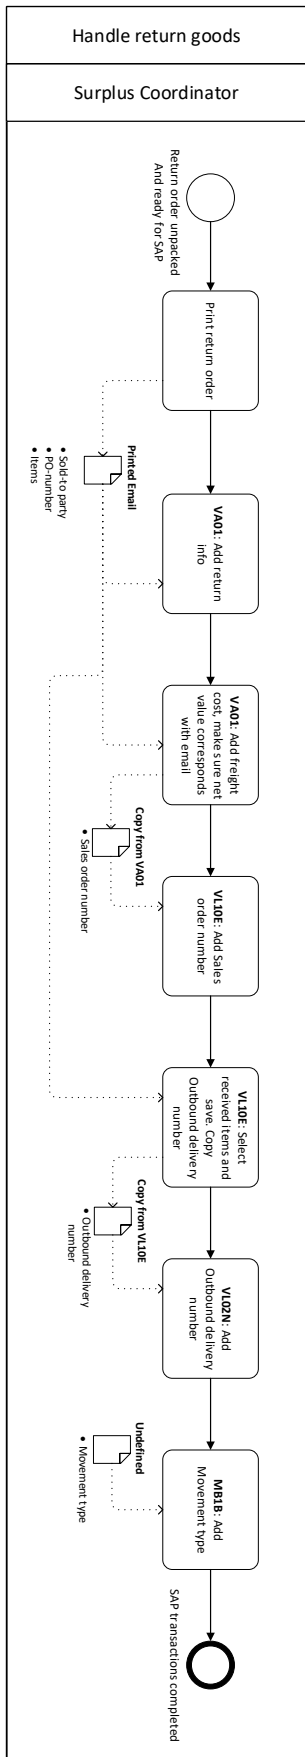 Handle return goods
Surplus Coordinator
Return order unpacked
And ready for SAP
Print return order
Printed Email
• Sold-to party
• PO-number
• Items
VA01: Add return
info
VA01: Add freight
cost, make sure net
value corresponds
with email
Copy from VA01
• Sales order number
VL10E: Add Sales
order number
VL10E: Select
received items and
save. Copy
Outbound delivery
number
Copy from VL10E
• Outbound delivery
number
VL02N: Add
Outbound delivery
number
Undefined
• Movement type
MB1B: Add
Movement type
SAP transactions completed